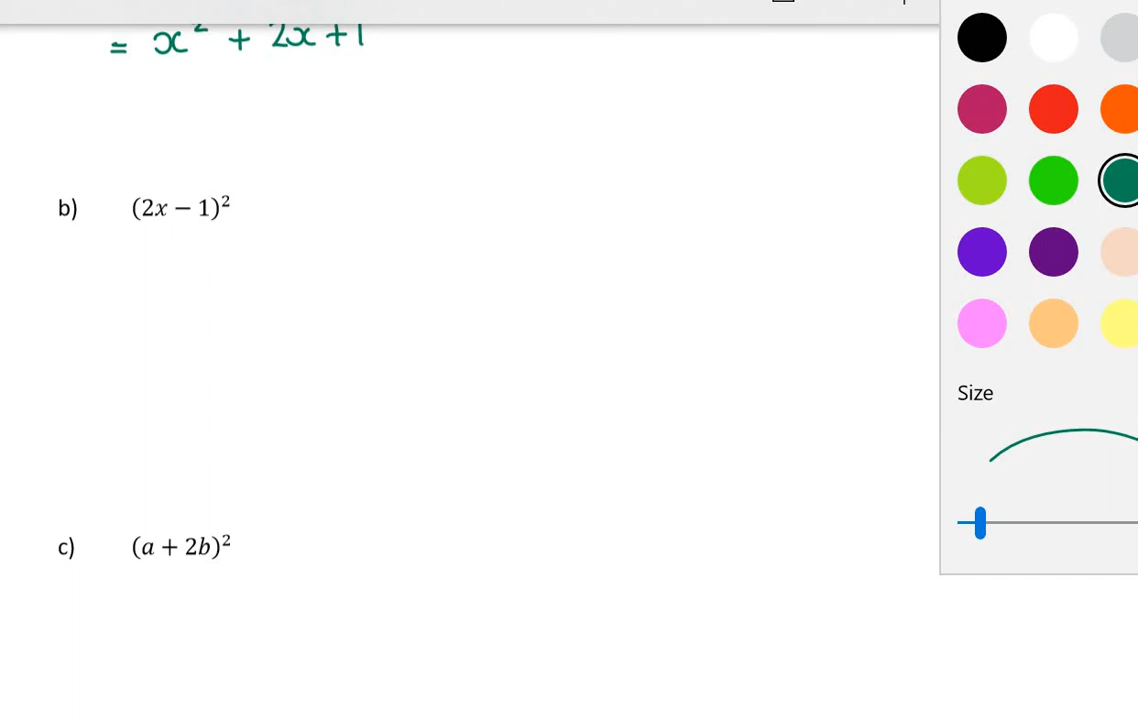 = x² + 2x + 1
b) (2x − 1)²
c) (a + 2b)²
Size